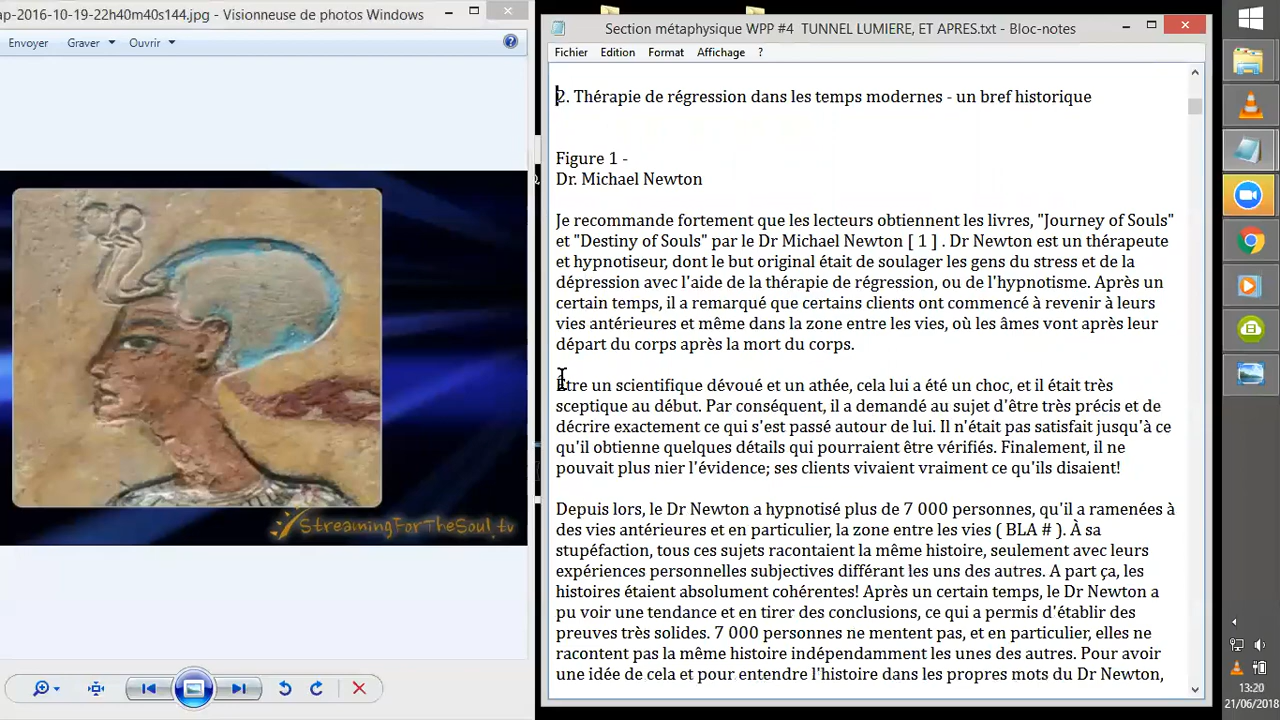 ap-2016-10-19-22h40m40s144.jpg - Visionneuse de photos Windows
Envoyer Graver Ouvrir
StreamingForTheSoul.tv
Section métaphysique WPP #4 TUNNEL LUMIERE, ET APRES.txt - Bloc-notes
Fichier Edition Format Affichage ?
2. Thérapie de régression dans les temps modernes - un bref historique
Figure 1 -
Dr. Michael Newton
Je recommande fortement que les lecteurs obtiennent les livres, "Journey of Souls"
et "Destiny of Souls" par le Dr Michael Newton [ 1 ] . Dr Newton est un thérapeute
et hypnotiseur, dont le but original était de soulager les gens du stress et de la
dépression avec l'aide de la thérapie de régression, ou de l'hypnotisme. Après un
certain temps, il a remarqué que certains clients ont commencé à revenir à leurs
vies antérieures et même dans la zone entre les vies, où les âmes vont après leur
départ du corps après la mort du corps.
Être un scientifique dévoué et un athée, cela lui a été un choc, et il était très
sceptique au début. Par conséquent, il a demandé au sujet d'être très précis et de
décrire exactement ce qui s'est passé autour de lui. Il n'était pas satisfait jusqu'à ce
qu'il obtienne quelques détails qui pourraient être vérifiés. Finalement, il ne
pouvait plus nier l'évidence; ses clients vivaient vraiment ce qu'ils disaient!
Depuis lors, le Dr Newton a hypnotisé plus de 7 000 personnes, qu'il a ramenées à
des vies antérieures et en particulier, la zone entre les vies ( BLA # ). À sa
stupéfaction, tous ces sujets racontaient la même histoire, seulement avec leurs
expériences personnelles subjectives différant les uns des autres. A part ça, les
histoires étaient absolument cohérentes! Après un certain temps, le Dr Newton a
pu voir une tendance et en tirer des conclusions, ce qui a permis d'établir des
preuves très solides. 7 000 personnes ne mentent pas, et en particulier, elles ne
racontent pas la même histoire indépendamment les unes des autres. Pour avoir
une idée de cela et pour entendre l'histoire dans les propres mots du Dr Newton,
13:20
21/06/2018